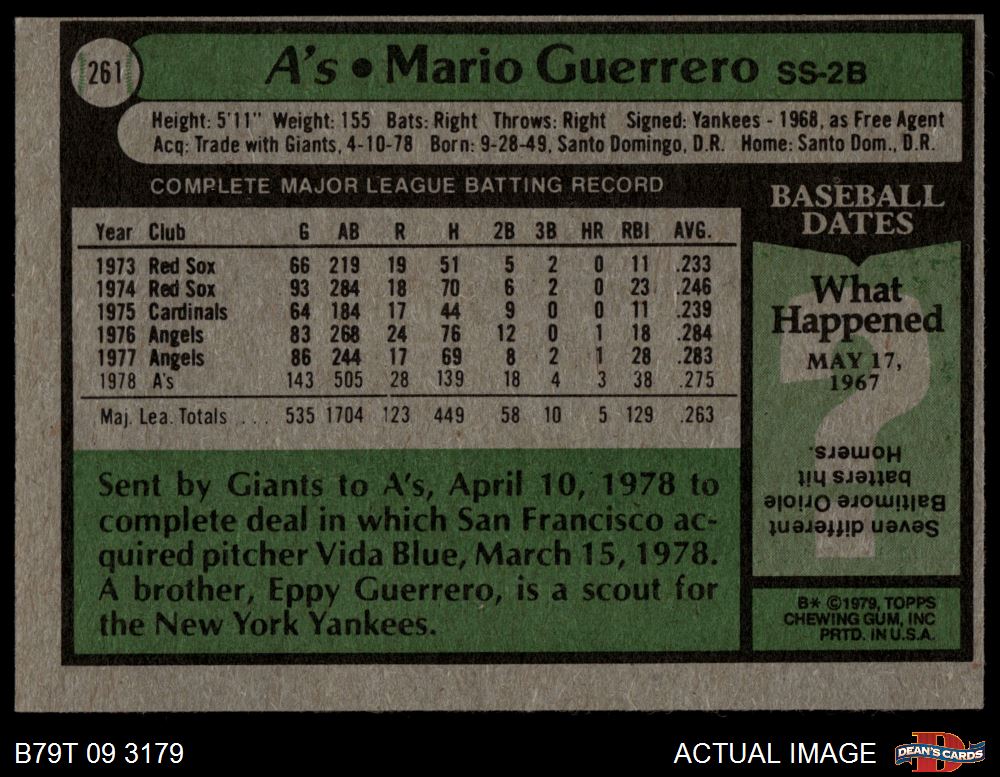 261 A's • Mario Guerrero SS-2B
Height: 5'11" Weight: 155 Bats: Right Throws: Right Signed: Yankees - 1968, as Free Agent
Acq: Trade with Giants, 4-10-78 Born: 9-28-49, Santo Domingo, D.R. Home: Santo Dom., D.R.
COMPLETE MAJOR LEAGUE BATTING RECORD
Year Club G AB R H 2B 3B HR RBI AVG.
1973 Red Sox 66 219 19 51 5 2 0 11 .233
1974 Red Sox 93 284 18 70 6 2 0 23 .246
1975 Cardinals 64 184 17 44 9 0 0 11 .239
1976 Angels 83 268 24 76 12 0 1 18 .284
1977 Angels 86 244 17 69 8 2 1 28 .283
1978 A's 143 505 28 139 18 4 3 38 .275
Maj. Lea. Totals . . . 535 1704 123 449 58 10 5 129 .263
Sent by Giants to A's, April 10, 1978 to
complete deal in which San Francisco ac-
quired pitcher Vida Blue, March 15, 1978.
A brother, Eppy Guerrero, is a scout for
the New York Yankees.
BASEBALL
DATES
What
Happened
MAY 17,
1967
?
Seven different
Baltimore Oriole
batters hit
Homers.
B* ©1979, TOPPS
CHEWING GUM, INC
PRTD. IN U.S.A.
B79T 09 3179
ACTUAL IMAGE
D
DEAN'S CARDS